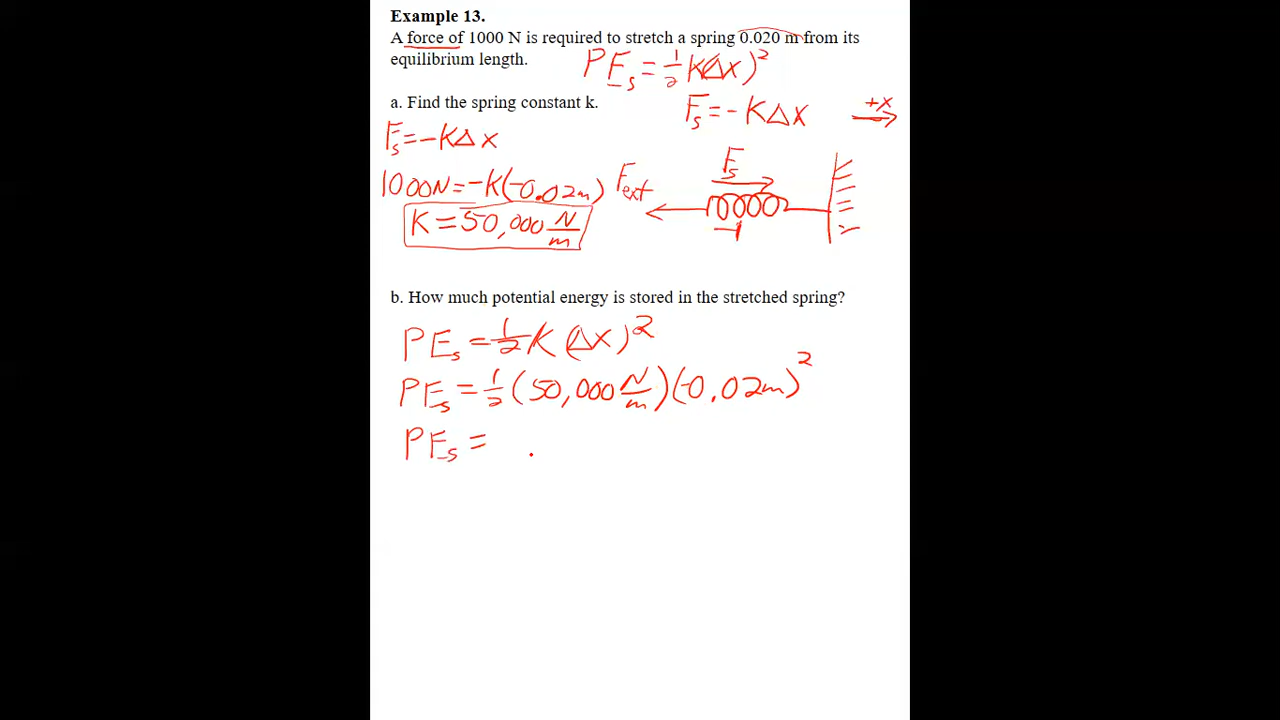 Example 13.
A force of 1000 N is required to stretch a spring 0.020 m from its
equilibrium length.
PEs = 1/2 K(Δx)²
a. Find the spring constant k.
Fs = -KΔx
+x
Fs = -KΔx
1000N = -K(-0.02m)
Fext
Fs
K = 50,000 N/m
b. How much potential energy is stored in the stretched spring?
PEs = 1/2 K (Δx)²
PEs = 1/2 (50,000 N/m)(-0.02m)²
PEs =